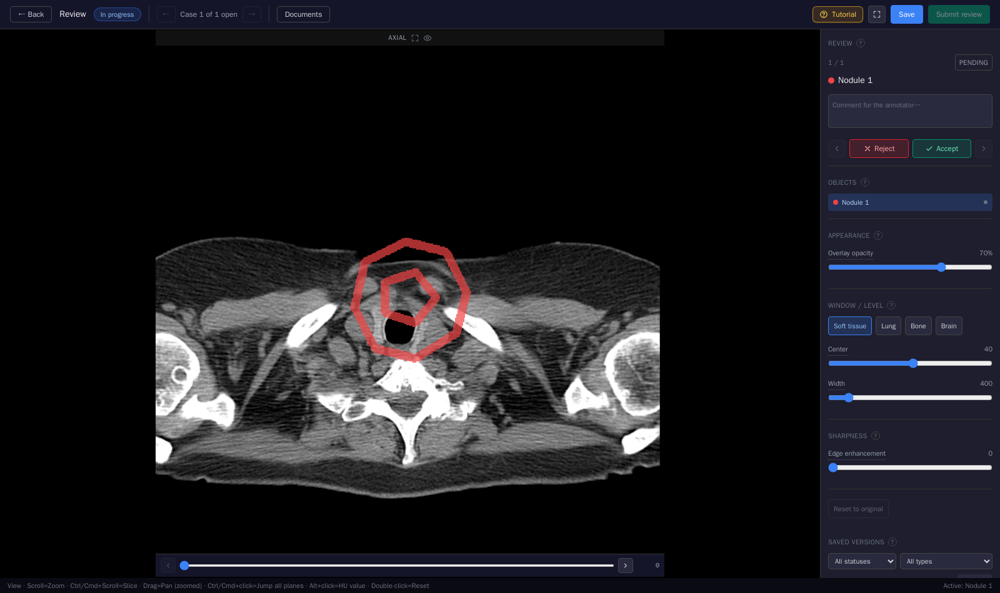 ← Back
Review
In progress
←
Case 1 of 1 open
→
Documents
Tutorial
Save
Submit review
AXIAL
REVIEW ?
1 / 1
PENDING
Nodule 1
Comment for the annotator⋯
Reject
Accept
OBJECTS ?
Nodule 1
APPEARANCE ?
Overlay opacity 70%
WINDOW / LEVEL ?
Soft tissue
Lung
Bone
Brain
Center 40
Width 400
SHARPNESS ?
Edge enhancement 0
Reset to original
SAVED VERSIONS ?
All statuses
All types
0
View · Scroll=Zoom · Ctrl/Cmd+Scroll=Slice · Drag=Pan (zoomed) · Ctrl/Cmd+click=Jump all planes · Alt+click=HU value · Double-click=Reset
Active: Nodule 1